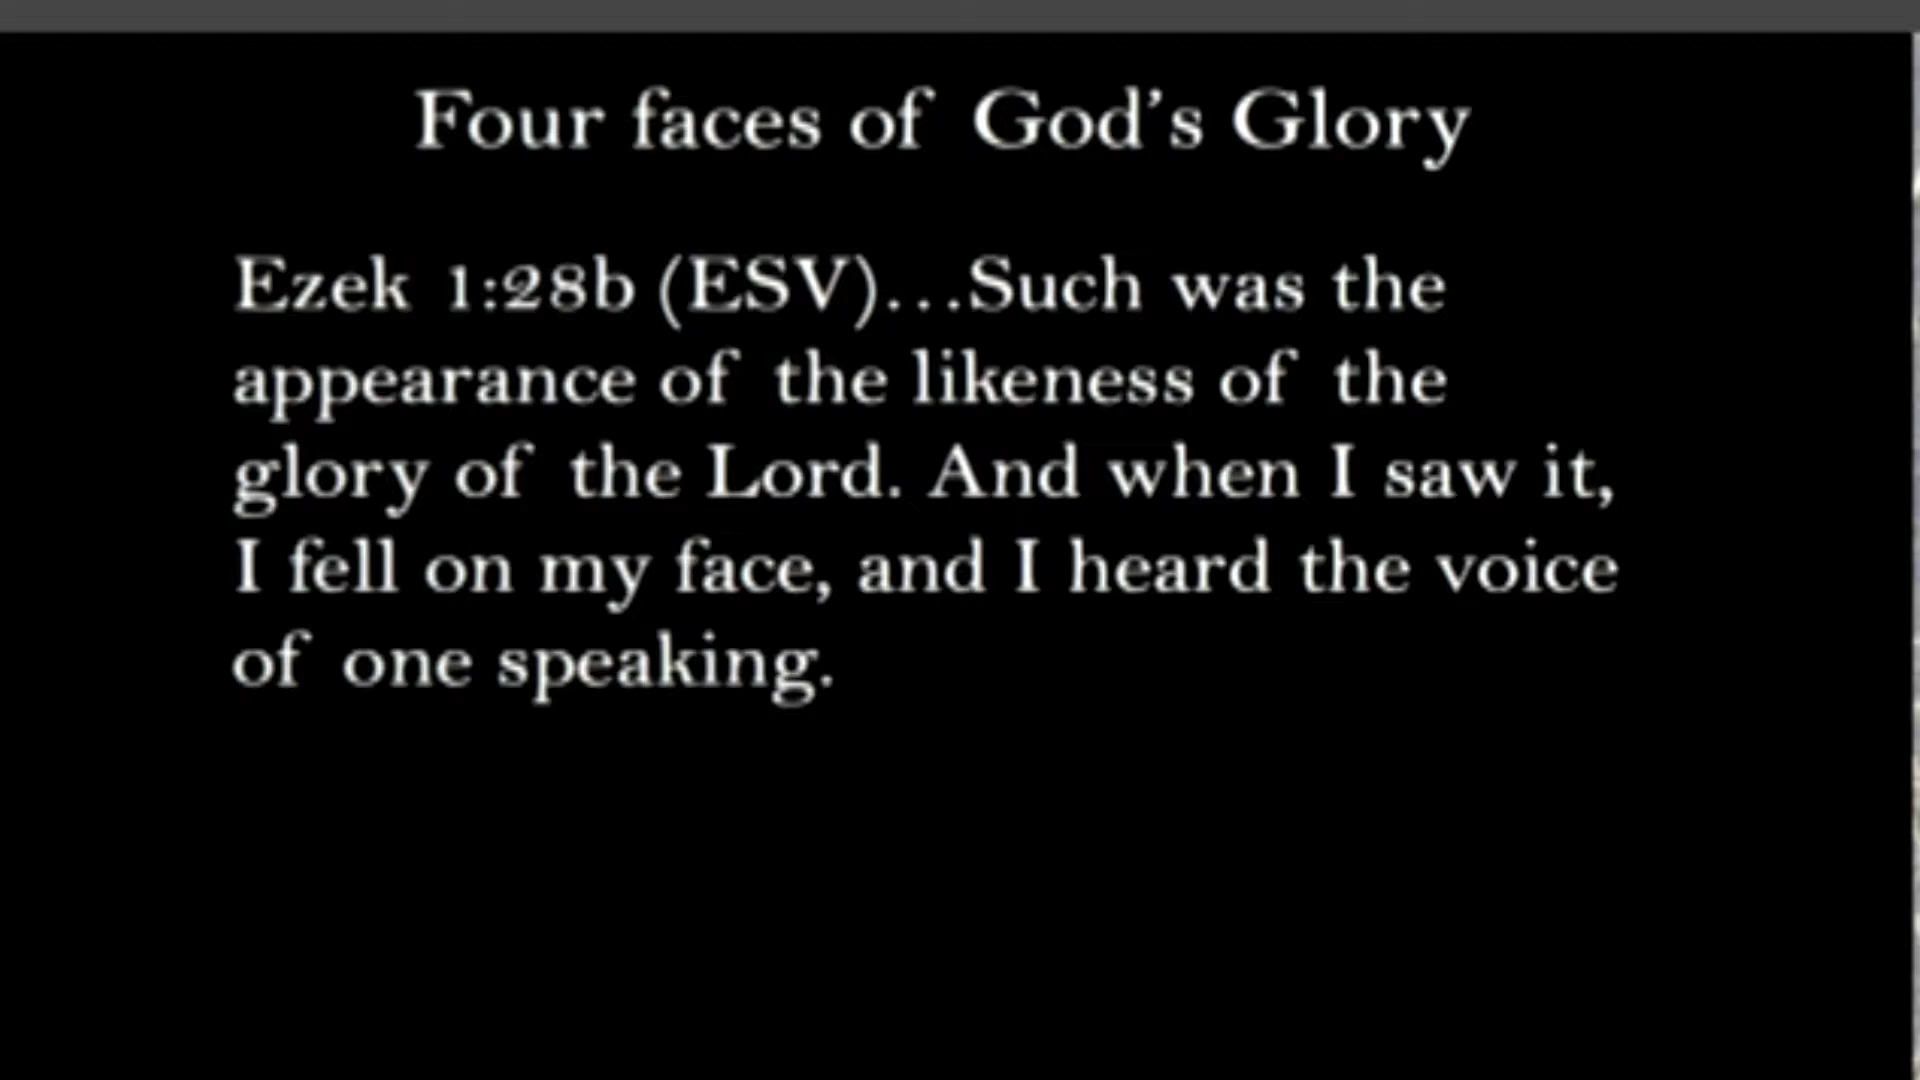 Four faces of God’s Glory
Ezek 1:28b (ESV)…Such was the
appearance of the likeness of the
glory of the Lord. And when I saw it,
I fell on my face, and I heard the voice
of one speaking.